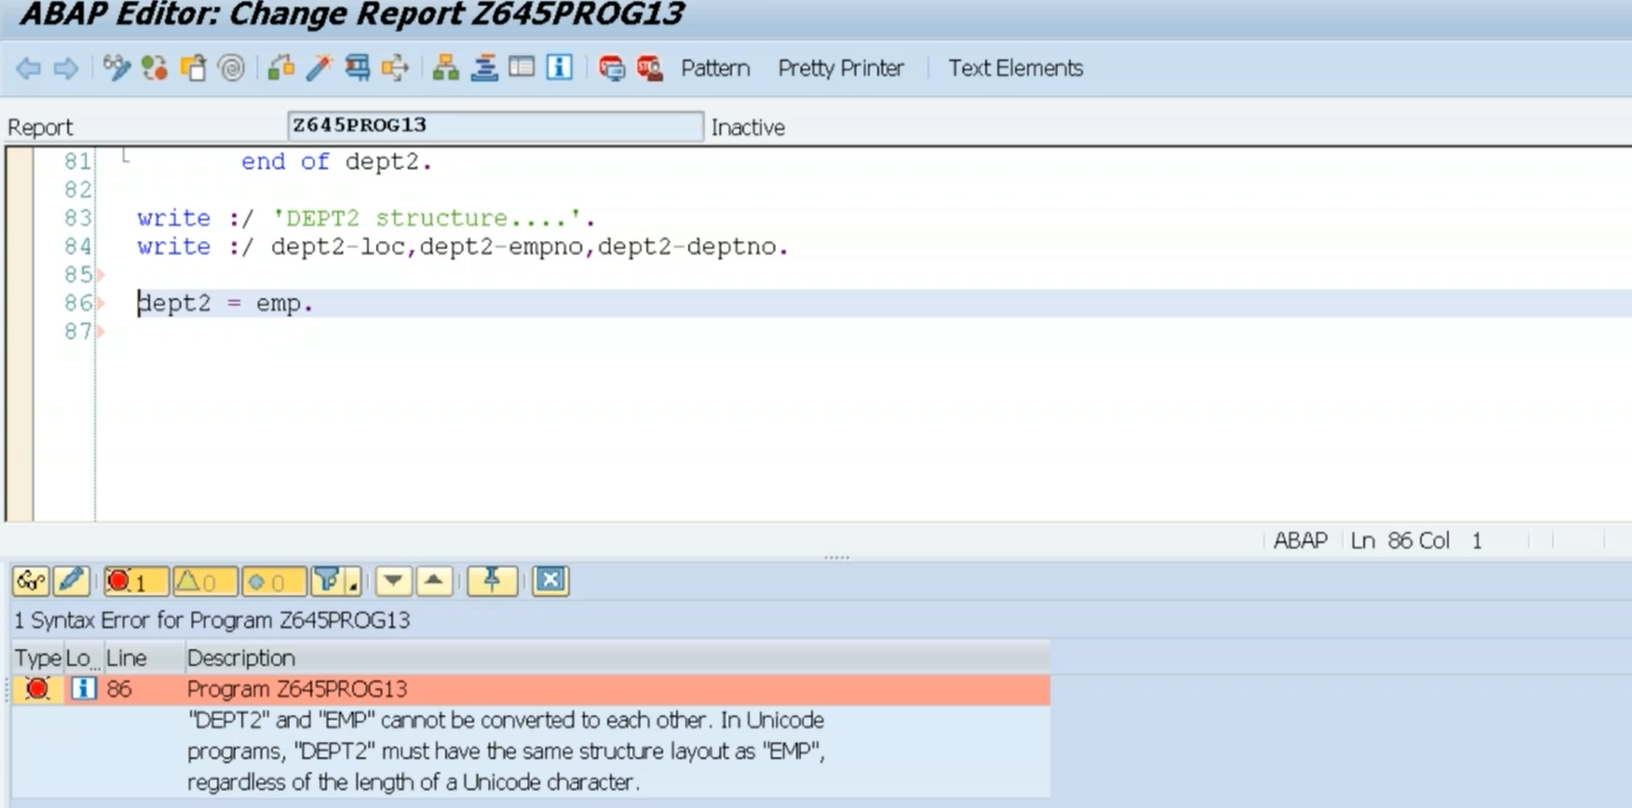 ABAP Editor: Change Report Z645PROG13
Pattern Pretty Printer Text Elements
Report Z645PROG13 Inactive
81 end of dept2.
82
83 write :/ 'DEPT2 structure....'.
84 write :/ dept2-loc,dept2-empno,dept2-deptno.
85
86 dept2 = emp.
87
ABAP Ln 86 Col 1
1 0 0
1 Syntax Error for Program Z645PROG13
Type Lo... Line Description
86 Program Z645PROG13
"DEPT2" and "EMP" cannot be converted to each other. In Unicode
programs, "DEPT2" must have the same structure layout as "EMP",
regardless of the length of a Unicode character.